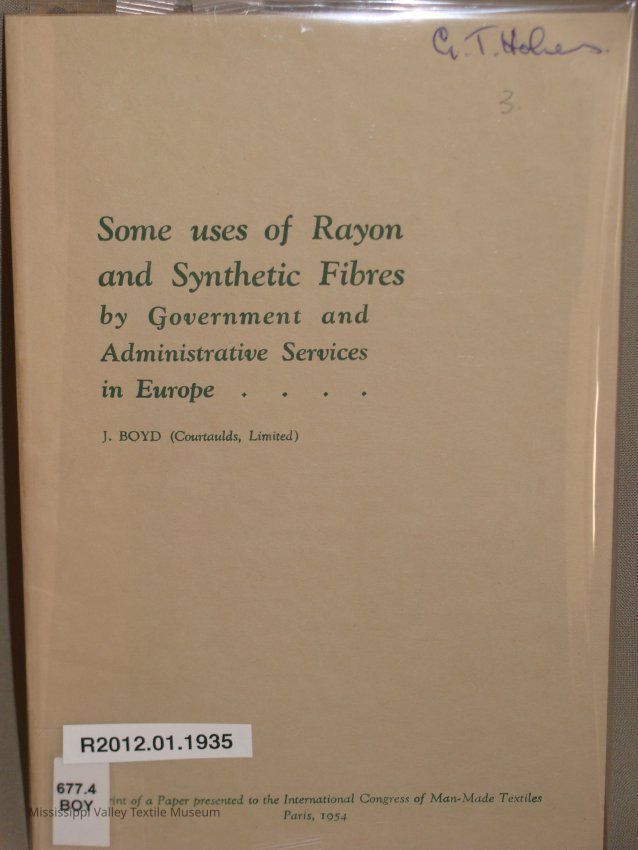 G. T. Holmes.
3.
Some uses of Rayon
and Synthetic Fibres
by Government and
Administrative Services
in Europe . . . .
J. BOYD (Courtaulds, Limited)
R2012.01.1935
677.4
BOY
rint of a Paper presented to the International Congress of Man-Made Textiles
Paris, 1954
Mississippi Valley Textile Museum